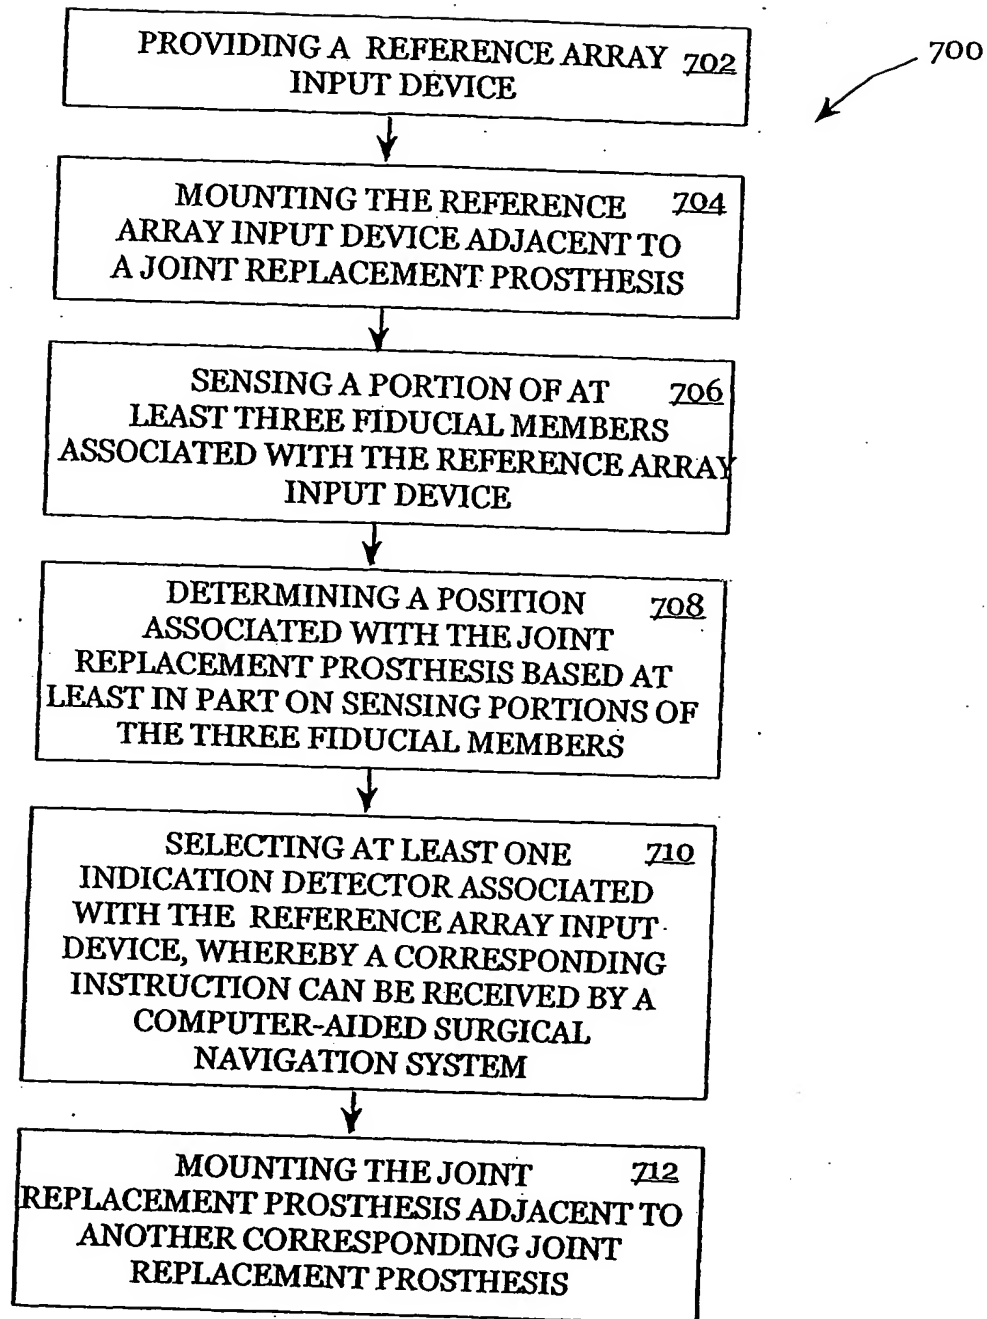 PROVIDING A REFERENCE ARRAY 702
INPUT DEVICE
700
MOUNTING THE REFERENCE 704
ARRAY INPUT DEVICE ADJACENT TO
A JOINT REPLACEMENT PROSTHESIS
SENSING A PORTION OF AT 706
LEAST THREE FIDUCIAL MEMBERS
ASSOCIATED WITH THE REFERENCE ARRAY
INPUT DEVICE
DETERMINING A POSITION 708
ASSOCIATED WITH THE JOINT
REPLACEMENT PROSTHESIS BASED AT
LEAST IN PART ON SENSING PORTIONS OF
THE THREE FIDUCIAL MEMBERS
SELECTING AT LEAST ONE 710
INDICATION DETECTOR ASSOCIATED
WITH THE REFERENCE ARRAY INPUT
DEVICE, WHEREBY A CORRESPONDING
INSTRUCTION CAN BE RECEIVED BY A
COMPUTER-AIDED SURGICAL
NAVIGATION SYSTEM
MOUNTING THE JOINT 712
REPLACEMENT PROSTHESIS ADJACENT TO
ANOTHER CORRESPONDING JOINT
REPLACEMENT PROSTHESIS